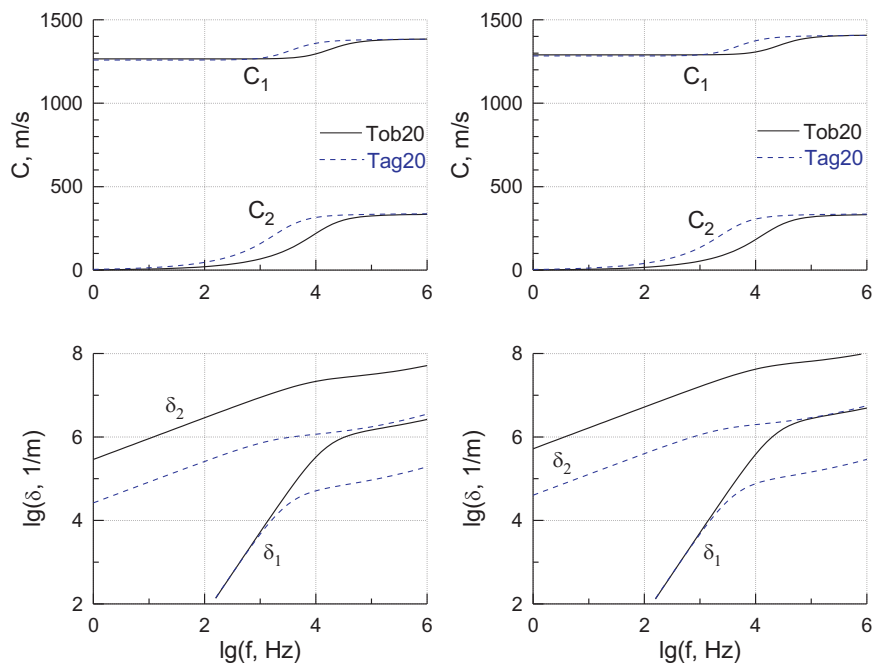 1500
1000
500
0
C, m/s
C1
Tob20
Tag20
C2
0 2 4 6
1500
1000
500
0
C, m/s
C1
Tob20
Tag20
C2
0 2 4 6
8
6
4
2
lg(δ, 1/m)
δ2
δ1
0 2 4 6
lg(f, Hz)
8
6
4
2
lg(δ, 1/m)
δ2
δ1
0 2 4 6
lg(f, Hz)